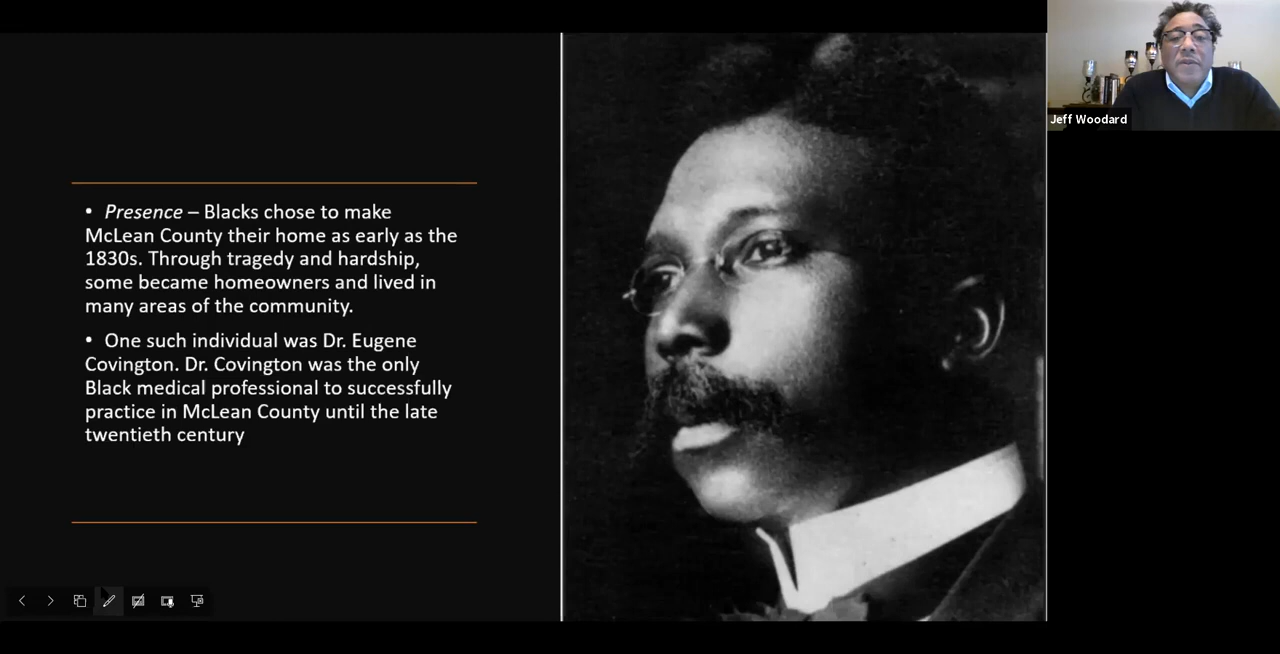 • Presence – Blacks chose to make
McLean County their home as early as the
1830s. Through tragedy and hardship,
some became homeowners and lived in
many areas of the community.
• One such individual was Dr. Eugene
Covington. Dr. Covington was the only
Black medical professional to successfully
practice in McLean County until the late
twentieth century
Jeff Woodard